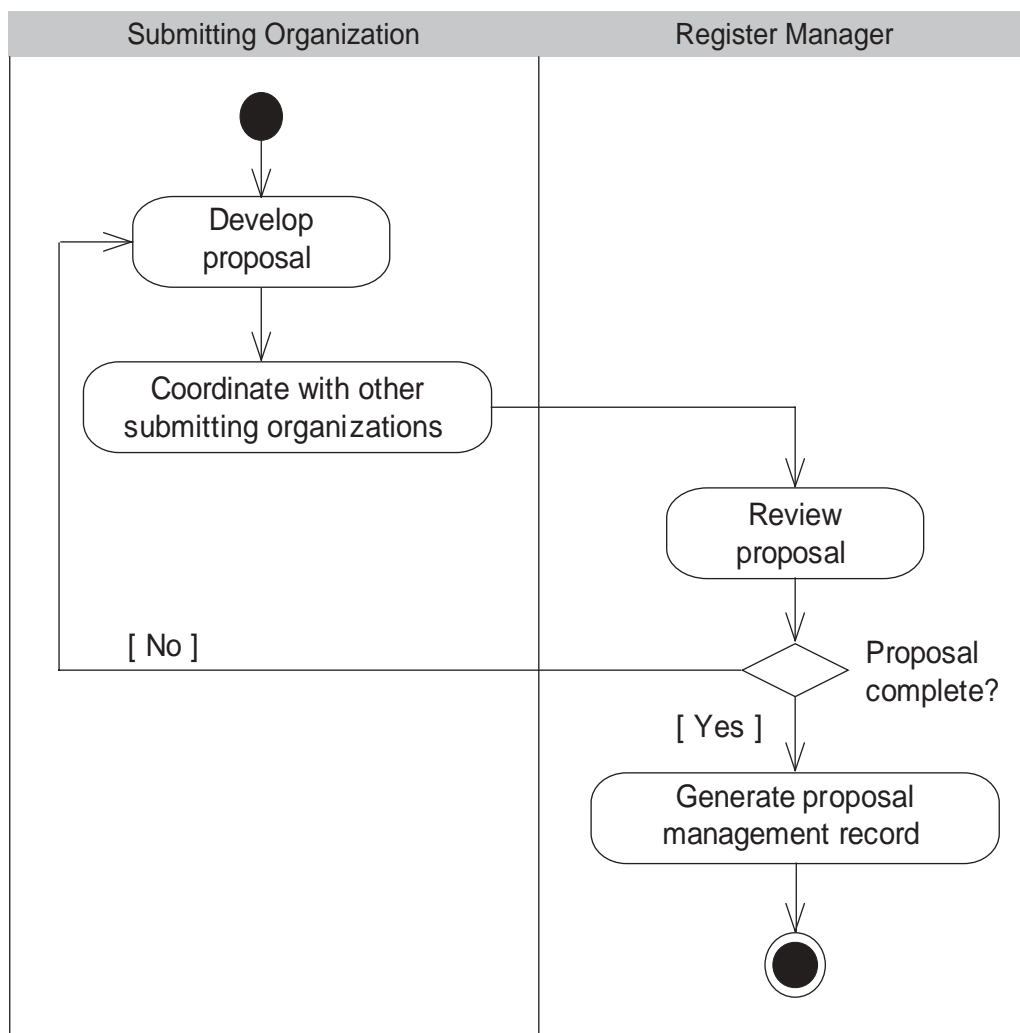 Submitting Organization
Register Manager
Develop
proposal
Coordinate with other
submitting organizations
Review
proposal
[ No ]
Proposal
complete?
[ Yes ]
Generate proposal
management record